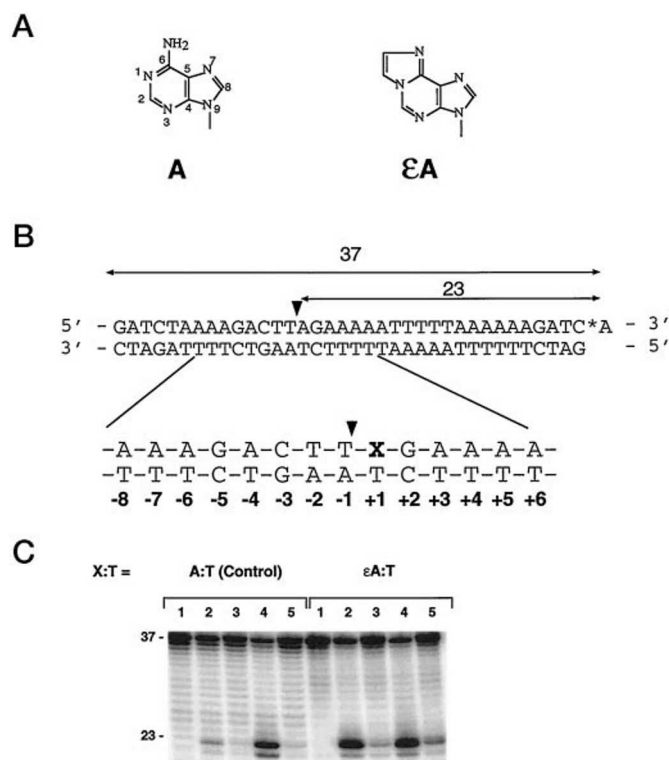 A
NH2
6
5
7
N
1
N
8
2
4
9
N
N
3
N
N
N
N
N
A
εA
B
37
23
5′ - GATCTAAAAGACTTAGAAAAATTTTTAAAAAAGATC*A - 3′
3′ - CTAGATTTTCTGAATCTTTTTAAAAATTTTTTCTAG - 5′
-A-A-A-G-A-C-T-T-X-G-A-A-A-A-
-T-T-T-C-T-G-A-A-T-C-T-T-T-T-
-8 -7 -6 -5 -4 -3 -2 -1 +1 +2 +3 +4 +5 +6
C
X:T = A:T (Control) εA:T
1 2 3 4 5 1 2 3 4 5
37 -
23 -